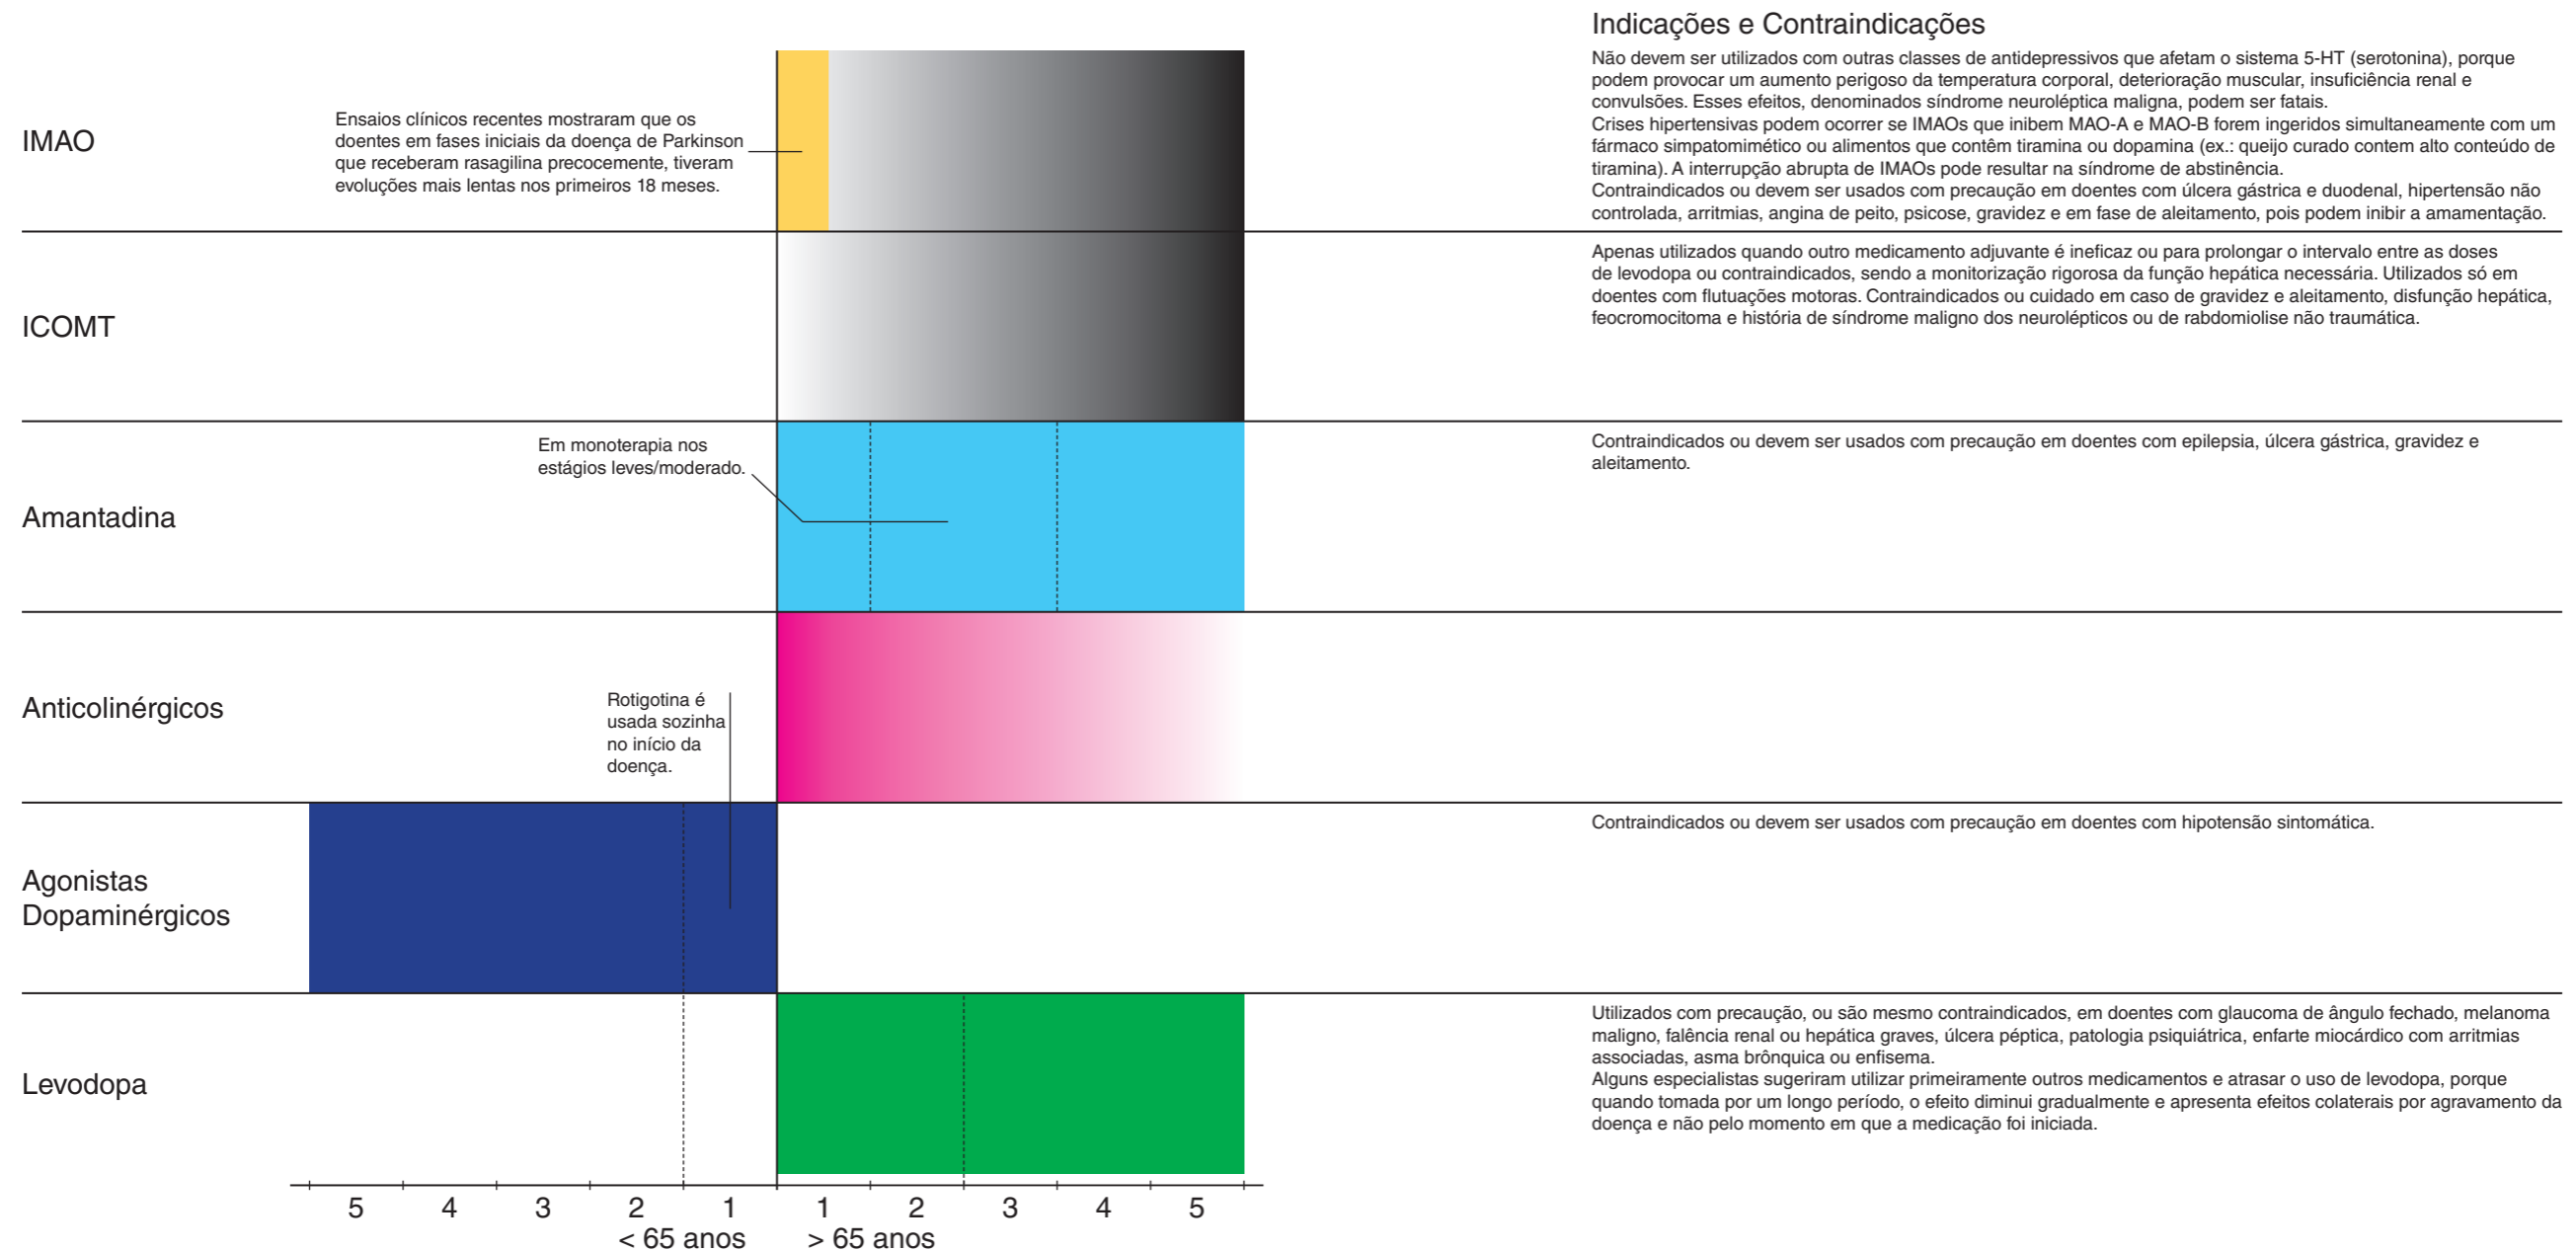 Indicações e Contraindicações
IMAO
Ensaios clínicos recentes mostraram que os
doentes em fases iniciais da doença de Parkinson
que receberam rasagilina precocemente, tiveram
evoluções mais lentas nos primeiros 18 meses.
Não devem ser utilizados com outras classes de antidepressivos que afetam o sistema 5-HT (serotonina), porque
podem provocar um aumento perigoso da temperatura corporal, deterioração muscular, insuficiência renal e
convulsões. Esses efeitos, denominados síndrome neuroléptica maligna, podem ser fatais.
Crises hipertensivas podem ocorrer se IMAOs que inibem MAO-A e MAO-B forem ingeridos simultaneamente com um
fármaco simpatomimético ou alimentos que contêm tiramina ou dopamina (ex.: queijo curado contem alto conteúdo de
tiramina). A interrupção abrupta de IMAOs pode resultar na síndrome de abstinência.
Contraindicados ou devem ser usados com precaução em doentes com úlcera gástrica e duodenal, hipertensão não
controlada, arritmias, angina de peito, psicose, gravidez e em fase de aleitamento, pois podem inibir a amamentação.
ICOMT
Apenas utilizados quando outro medicamento adjuvante é ineficaz ou para prolongar o intervalo entre as doses
de levodopa ou contraindicados, sendo a monitorização rigorosa da função hepática necessária. Utilizados só em
doentes com flutuações motoras. Contraindicados ou cuidado em caso de gravidez e aleitamento, disfunção hepática,
feocromocitoma e história de síndrome maligno dos neurolépticos ou de rabdomiolise não traumática.
Amantadina
Em monoterapia nos
estágios leves/moderado.
Contraindicados ou devem ser usados com precaução em doentes com epilepsia, úlcera gástrica, gravidez e
aleitamento.
Anticolinérgicos
Rotigotina é
usada sozinha
no início da
doença.
Agonistas
Dopaminérgicos
Contraindicados ou devem ser usados com precaução em doentes com hipotensão sintomática.
Levodopa
Utilizados com precaução, ou são mesmo contraindicados, em doentes com glaucoma de ângulo fechado, melanoma
maligno, falência renal ou hepática graves, úlcera péptica, patologia psiquiátrica, enfarte miocárdico com arritmias
associadas, asma brônquica ou enfisema.
Alguns especialistas sugeriram utilizar primeiramente outros medicamentos e atrasar o uso de levodopa, porque
quando tomada por um longo período, o efeito diminui gradualmente e apresenta efeitos colaterais por agravamento da
doença e não pelo momento em que a medicação foi iniciada.
5 4 3 2 1 1 2 3 4 5
< 65 anos > 65 anos